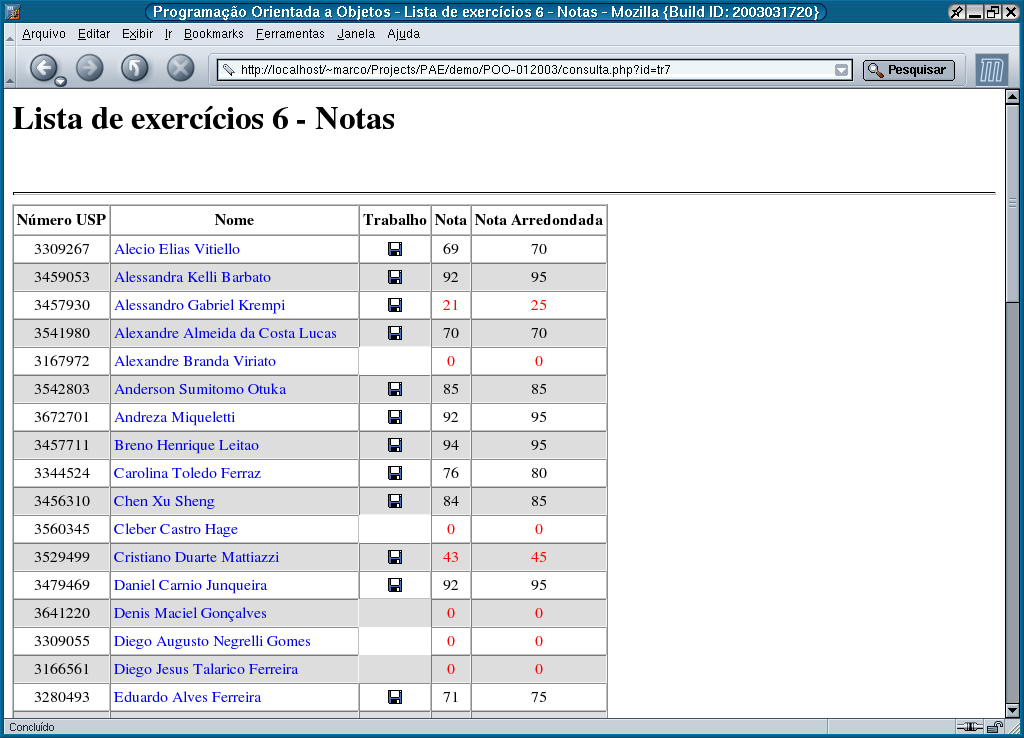 Programação Orientada a Objetos - Lista de exercícios 6 - Notas - Mozilla {Build ID: 2003031720}
Arquivo Editar Exibir Ir Bookmarks Ferramentas Janela Ajuda
http://localhost/~marco/Projects/PAE/demo/POO-012003/consulta.php?id=tr7 Pesquisar
Lista de exercícios 6 - Notas
Número USP Nome Trabalho Nota Nota Arredondada
3309267 Alecio Elias Vitiello 69 70
3459053 Alessandra Kelli Barbato 92 95
3457930 Alessandro Gabriel Krempi 21 25
3541980 Alexandre Almeida da Costa Lucas 70 70
3167972 Alexandre Branda Viriato 0 0
3542803 Anderson Sumitomo Otuka 85 85
3672701 Andreza Miqueletti 92 95
3457711 Breno Henrique Leitao 94 95
3344524 Carolina Toledo Ferraz 76 80
3456310 Chen Xu Sheng 84 85
3560345 Cleber Castro Hage 0 0
3529499 Cristiano Duarte Mattiazzi 43 45
3479469 Daniel Carnio Junqueira 92 95
3641220 Denis Maciel Gonçalves 0 0
3309055 Diego Augusto Negrelli Gomes 0 0
3166561 Diego Jesus Talarico Ferreira 0 0
3280493 Eduardo Alves Ferreira 71 75
Concluído